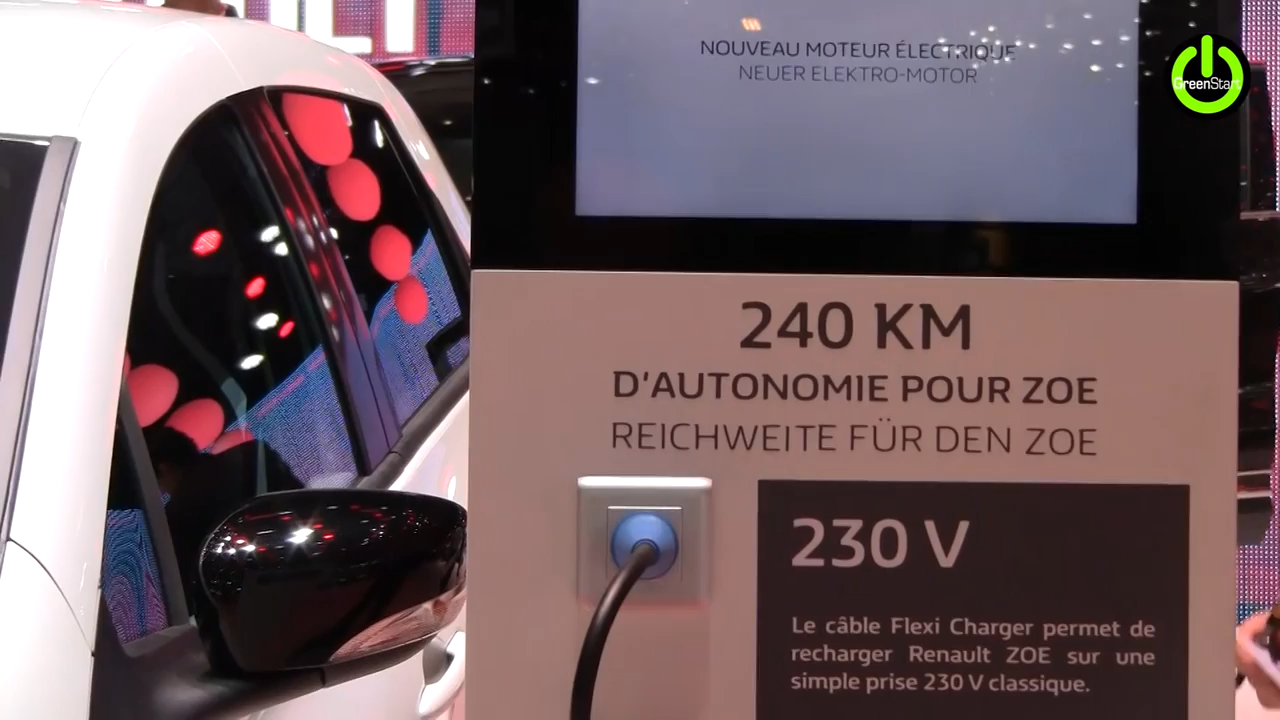 NOUVEAU MOTEUR ÉLECTRIQUE
NEUER ELEKTRO-MOTOR
GreenStart
240 KM
D'AUTONOMIE POUR ZOE
REICHWEITE FÜR DEN ZOE
230 V
Le câble Flexi Charger permet de
recharger Renault ZOE sur une
simple prise 230 V classique.